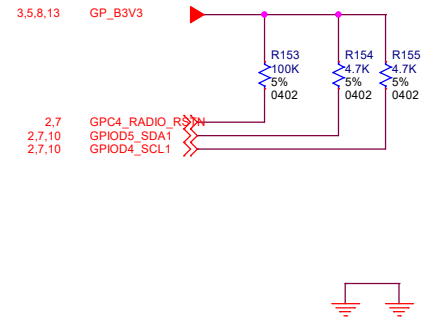 3,5,8,13 GP_B3V3
R153
100K
5%
0402
R154
4.7K
5%
0402
R155
4.7K
5%
0402
2,7 GPC4_RADIO_RSTN
2,7,10 GPIOD5_SDA1
2,7,10 GPIOD4_SCL1